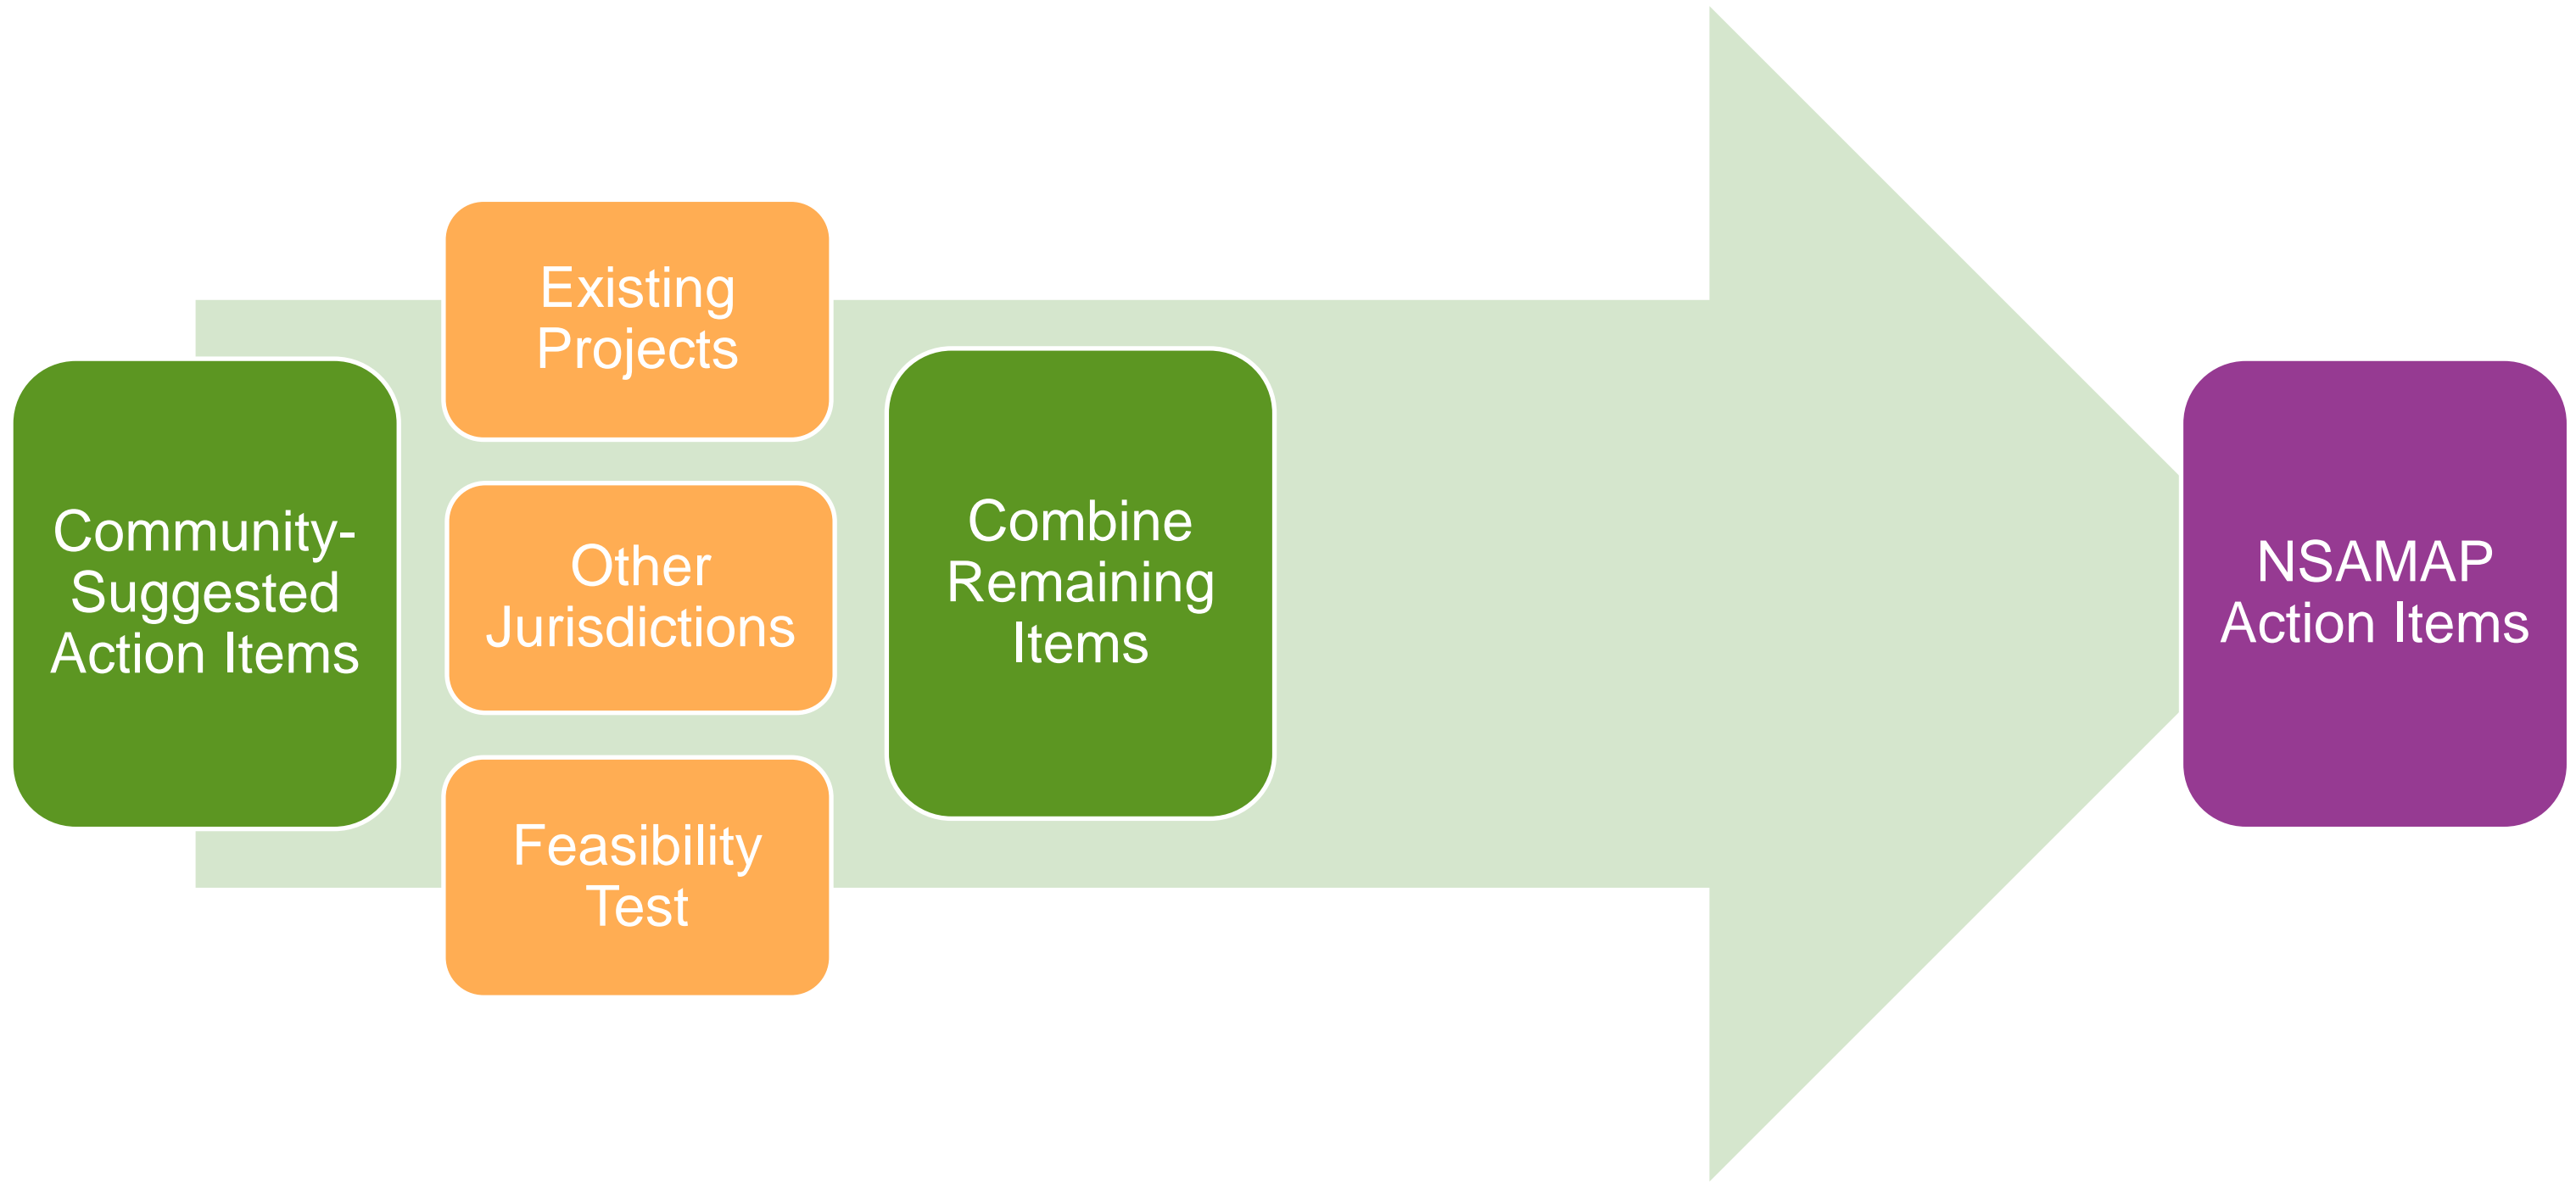 Community-
Suggested
Action Items
Existing
Projects
Other
Jurisdictions
Feasibility
Test
Combine
Remaining
Items
NSAMAP
Action Items